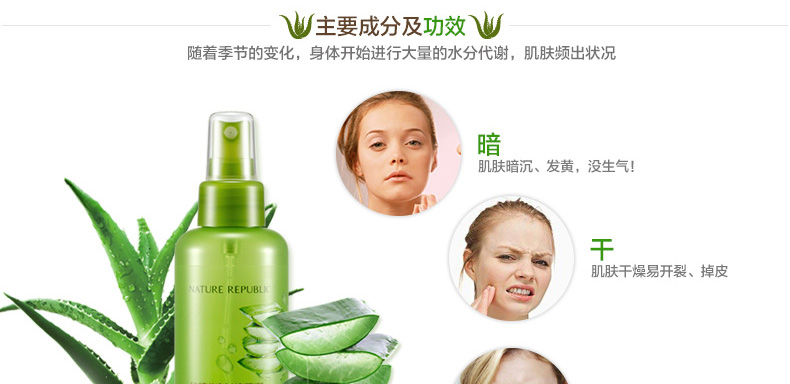 主要成分及功效
随着季节的变化，身体开始进行大量的水分代谢，肌肤频出状况
暗
肌肤暗沉、发黄，没生气！
干
肌肤干燥易开裂、掉皮
NATURE REPUBLIC